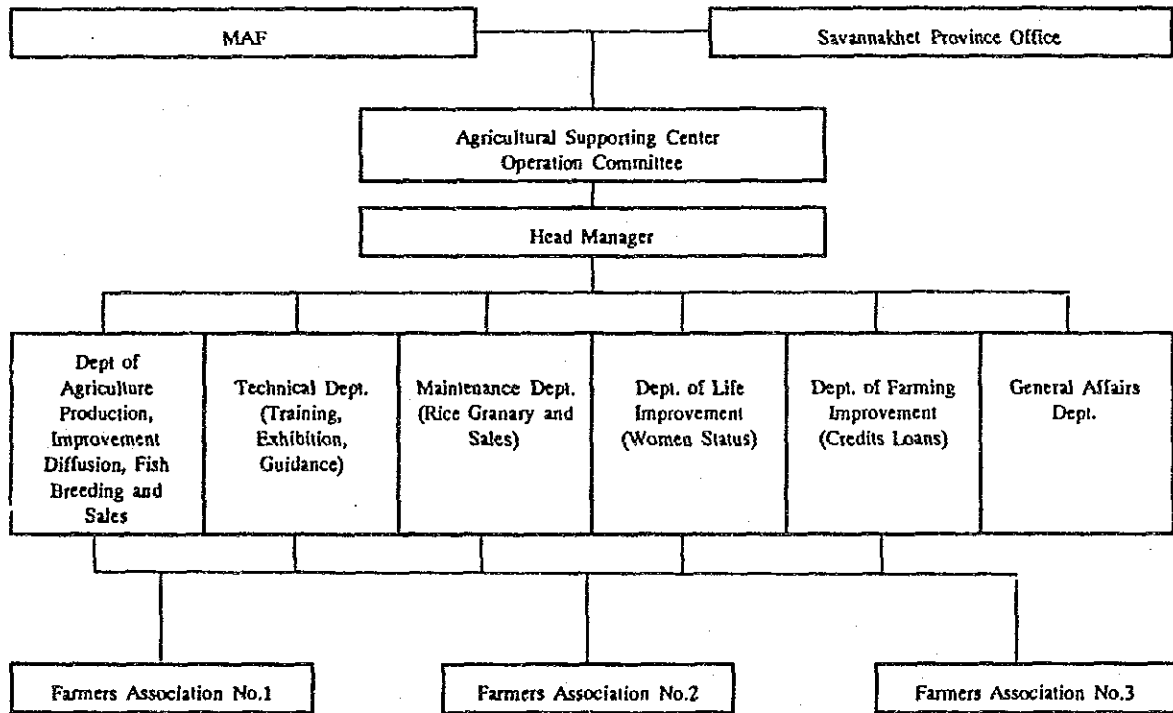 MAF
Savannakhet Province Office
Agricultural Supporting Center
Operation Committee
Head Manager
Dept of
Agriculture
Production,
Improvement
Diffusion, Fish
Breeding and
Sales
Technical Dept.
(Training,
Exhibition,
Guidance)
Maintenance Dept.
(Rice Granary and
Sales)
Dept. of Life
Improvement
(Women Status)
Dept. of Farming
Improvement
(Credits Loans)
General Affairs
Dept.
Farmers Association No.1
Farmers Association No.2
Farmers Association No.3